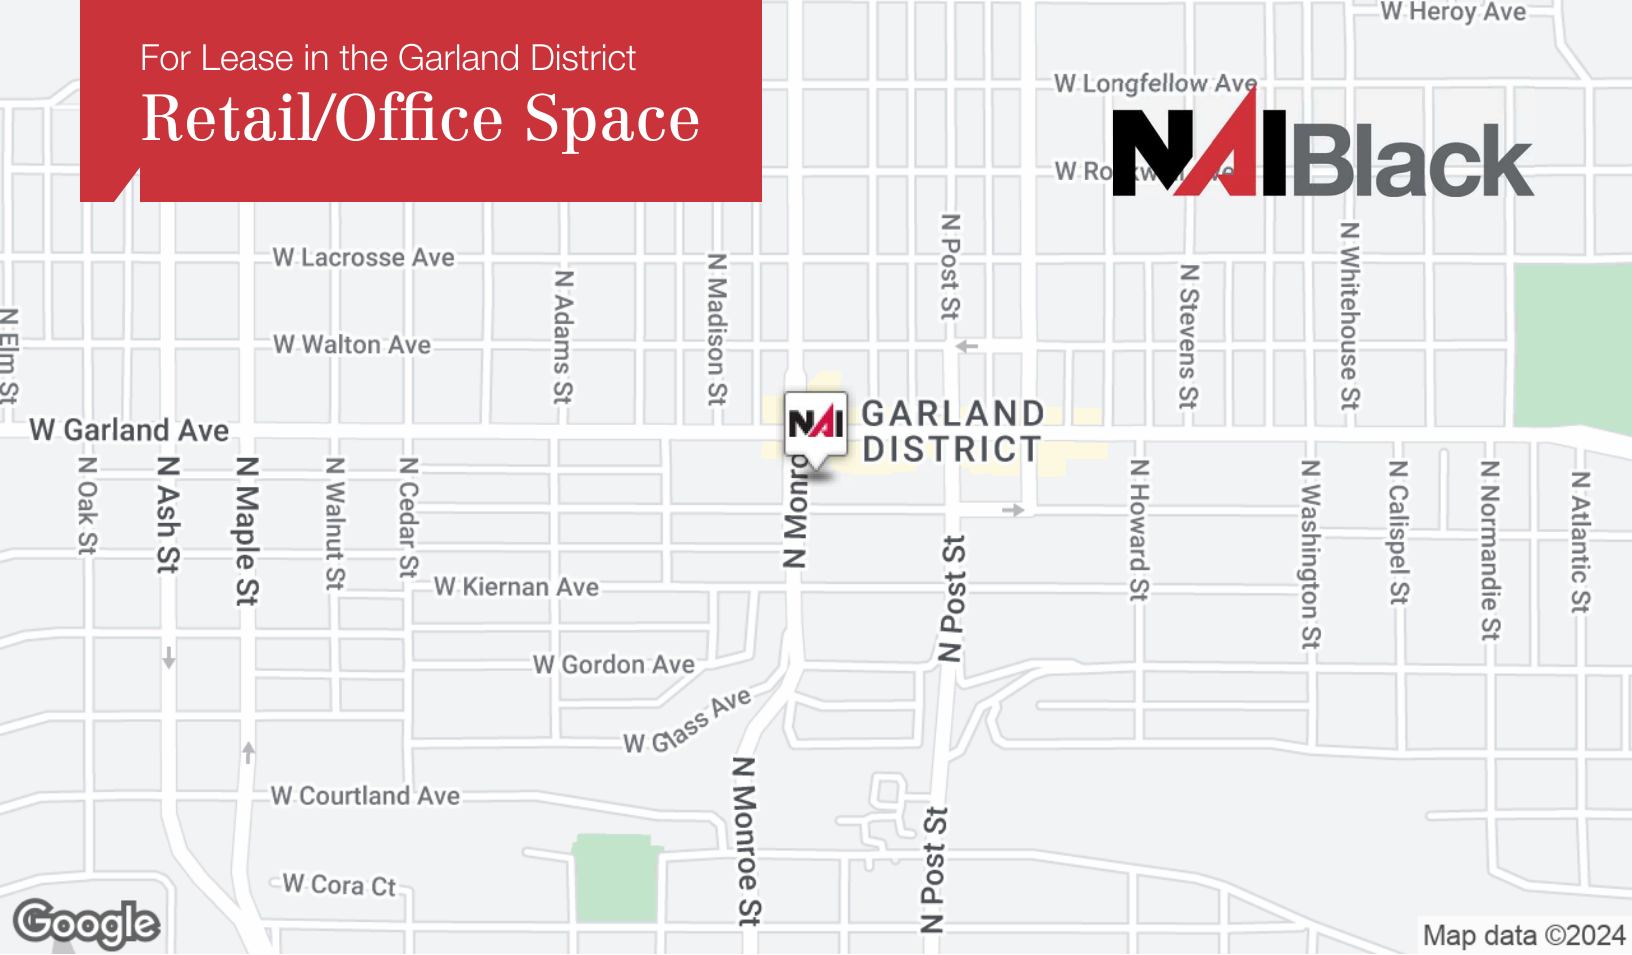 For Lease in the Garland District
Retail/Office Space
W Heroy Ave
W Longfellow Ave
NAI Black
W Lacrosse Ave
N Post St
N Whitehouse St
N Madison St
N Adams St
N Stevens St
N Elm St
W Walton Ave
NAI
GARLAND
DISTRICT
W Garland Ave
N Oak St
N Ash St
N Maple St
N Walnut St
N Cedar St
N Howard St
N Washington St
N Calispel St
N Normandie St
N Atlantic St
N Post St
W Kiernan Ave
W Gordon Ave
W Glass Ave
W Courtland Ave
N Monroe St
N Post St
W Cora Ct
Google
Map data ©2024